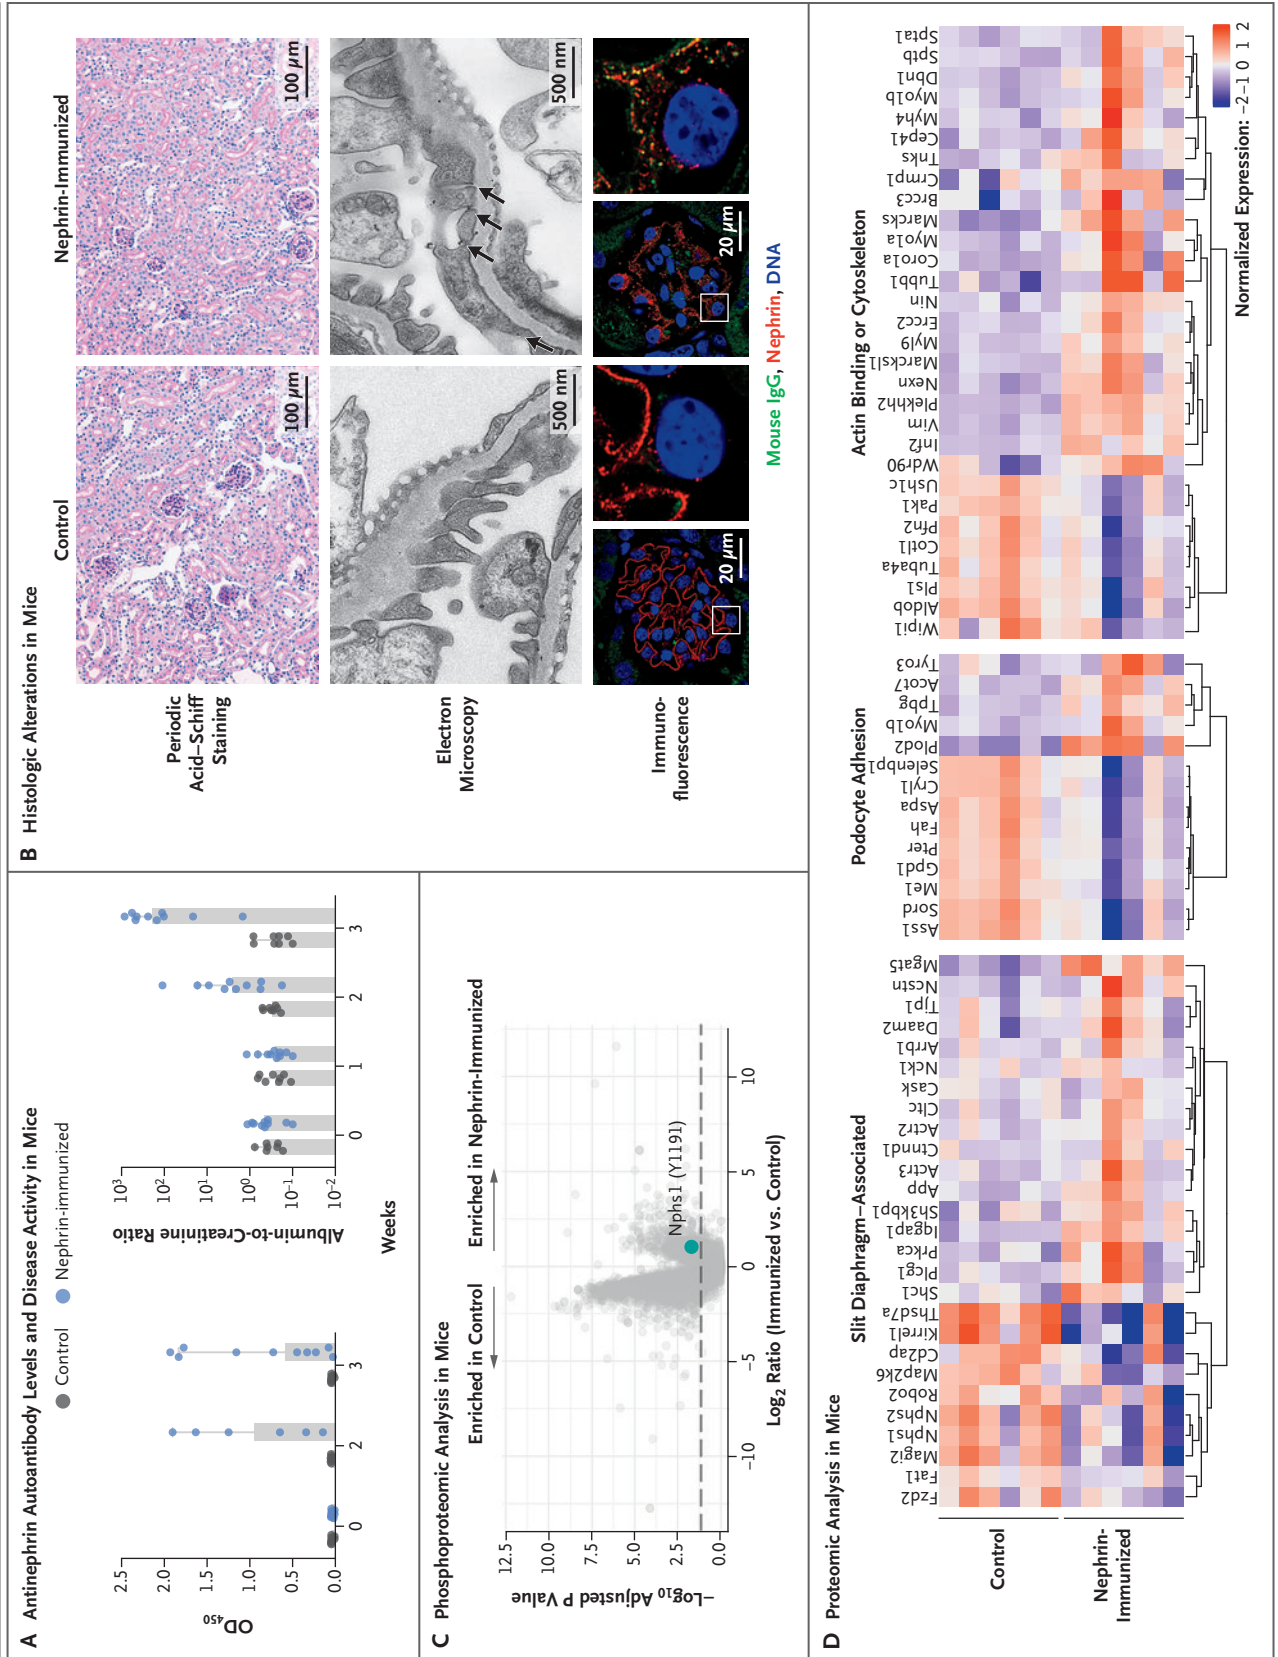 A Antinephrin Autoantibody Levels and Disease Activity in Mice
Control
Nephrin-immunized
OD450
2.5
2.0
1.5
1.0
0.5
0.0
0
2
3
Albumin-to-Creatinine Ratio
10³
10²
10¹
10⁰
10⁻¹
10⁻²
0
1
2
3
Weeks
B Histologic Alterations in Mice
Control
Nephrin-Immunized
Periodic
Acid–Schiff
Staining
100 µm
100 µm
Electron
Microscopy
500 nm
500 nm
Immuno-
fluorescence
20 µm
20 µm
Mouse IgG, Nephrin, DNA
C Phosphoproteomic Analysis in Mice
Enriched in Control
Enriched in Nephrin-Immunized
−Log10 Adjusted P Value
12.5
10.0
7.5
5.0
2.5
0.0
Nphs1 (Y1191)
−10
−5
0
5
10
Log2 Ratio (Immunized vs. Control)
D Proteomic Analysis in Mice
Slit Diaphragm–Associated
Podocyte Adhesion
Actin Binding or Cytoskeleton
Control
Nephrin-
Immunized
Fzd2
Fat1
Magi2
Nphs1
Nphs2
Robo2
Map2k6
Cd2ap
Kirrel1
Thsd7a
Shc1
Plcg1
Prkca
Iqgap1
Sh3kbp1
App
Actr3
Ctnnd1
Actr2
Cltc
Cask
Nck1
Arrb1
Daam2
Tjp1
Ncstn
Mgat5
Ass1
Sord
Me1
Gpd1
Pter
Fah
Aspa
Cryl1
Selenbp1
Plod2
Myo1b
Tpbg
Acot7
Tyro3
Wipi1
Aldob
Pls1
Tuba4a
Cotl1
Pfn2
Pak1
Ush1c
Wdr90
Inf2
Vim
Plekhh2
Nexn
Marcksl1
Myl9
Ercc2
Nin
Tubb1
Coro1a
Myo1a
Marcks
Brcc3
Crmp1
Tnks
Cep41
Myh4
Myo1b
Dbn1
Sptb
Spta1
Normalized Expression: −2 −1 0 1 2